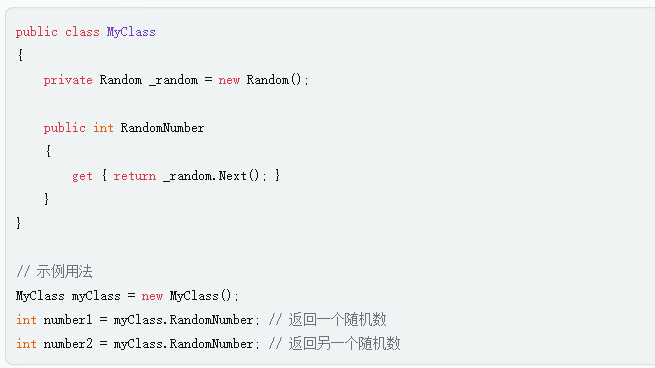 public class MyClass
{
    private Random _random = new Random();

    public int RandomNumber
    {
        get { return _random.Next(); }
    }
}

// 示例用法
MyClass myClass = new MyClass();
int number1 = myClass.RandomNumber; // 返回一个随机数
int number2 = myClass.RandomNumber; // 返回另一个随机数